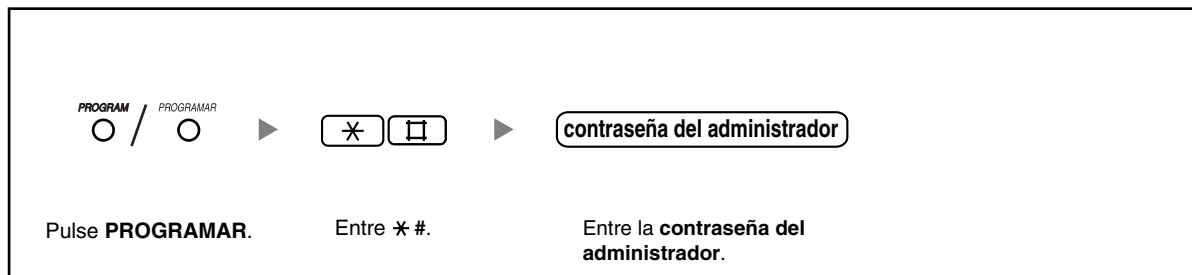 PROGRAM / PROGRAMAR
✳ # contraseña del administrador
Pulse PROGRAMAR.
Entre ✳ #.
Entre la contraseña del
administrador.